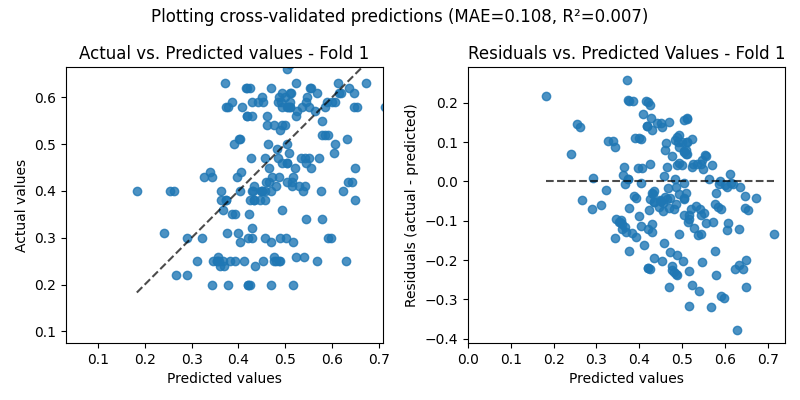 Plotting cross-validated predictions (MAE=0.108, R²=0.007)
Actual vs. Predicted values - Fold 1
Actual values
0.6
0.5
0.4
0.3
0.2
0.1
0.1 0.2 0.3 0.4 0.5 0.6 0.7
Predicted values
Residuals vs. Predicted Values - Fold 1
Residuals (actual - predicted)
0.2
0.1
0.0
−0.1
−0.2
−0.3
−0.4
0.0 0.1 0.2 0.3 0.4 0.5 0.6 0.7
Predicted values